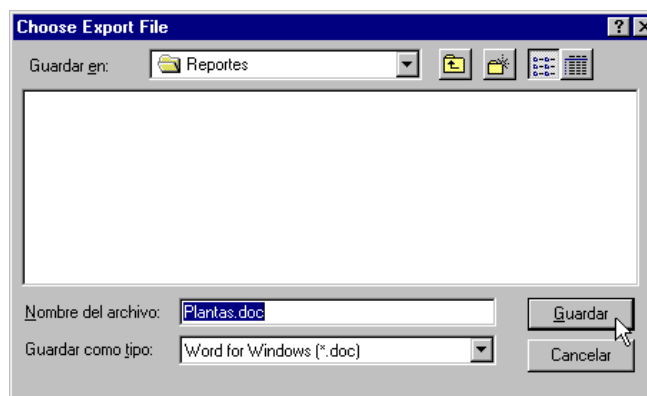 Choose Export File
Guardar en: Reportes
Nombre del archivo: Plantas.doc Guardar
Guardar como tipo: Word for Windows (*.doc) Cancelar